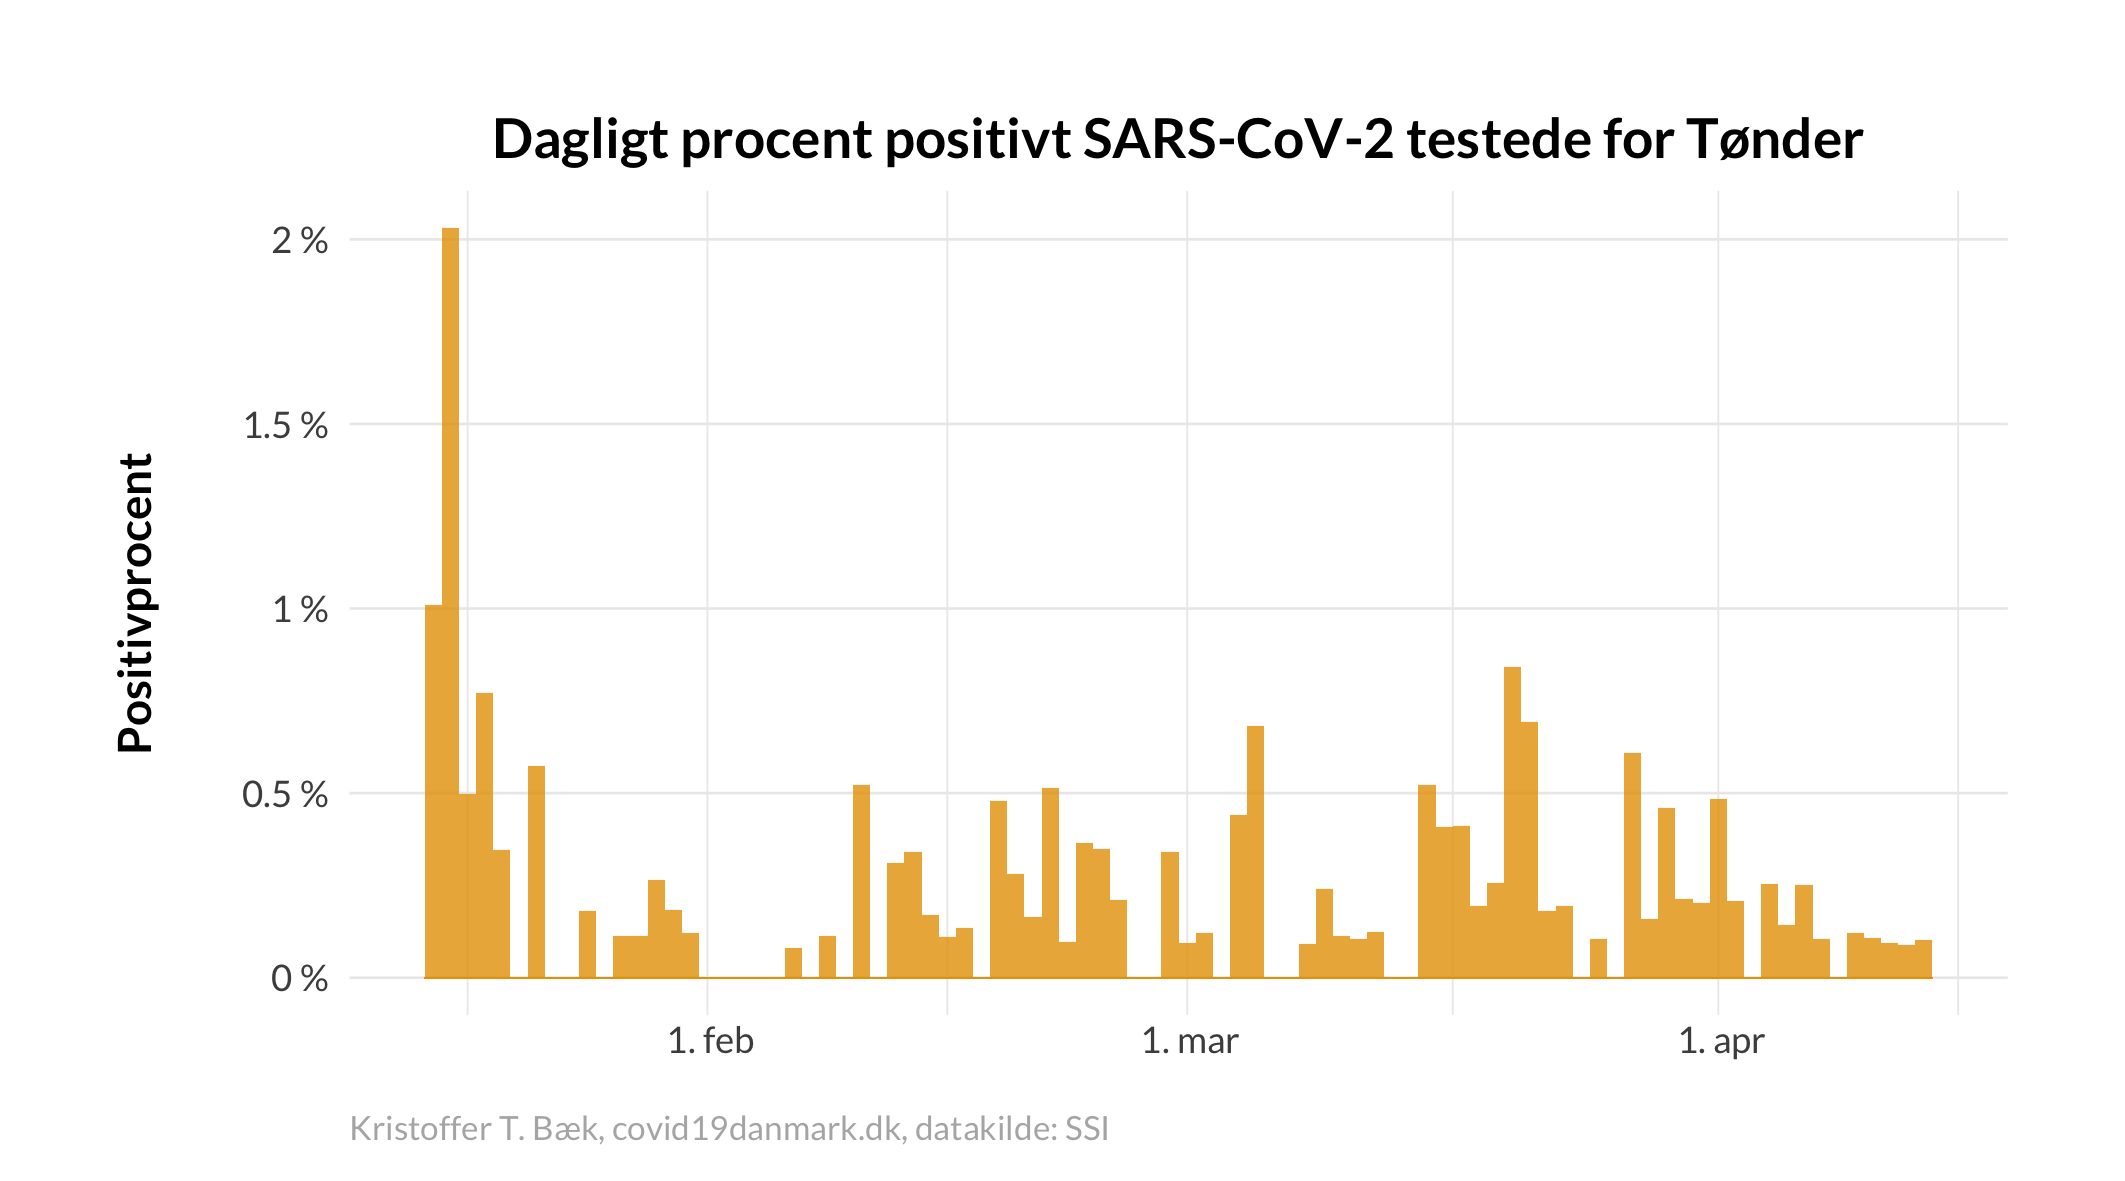 Dagligt procent positivt SARS-CoV-2 testede for Tønder
Positivprocent
2 %
1.5 %
1 %
0.5 %
0 %
1. feb
1. mar
1. apr
Kristoffer T. Bæk, covid19danmark.dk, datakilde: SSI